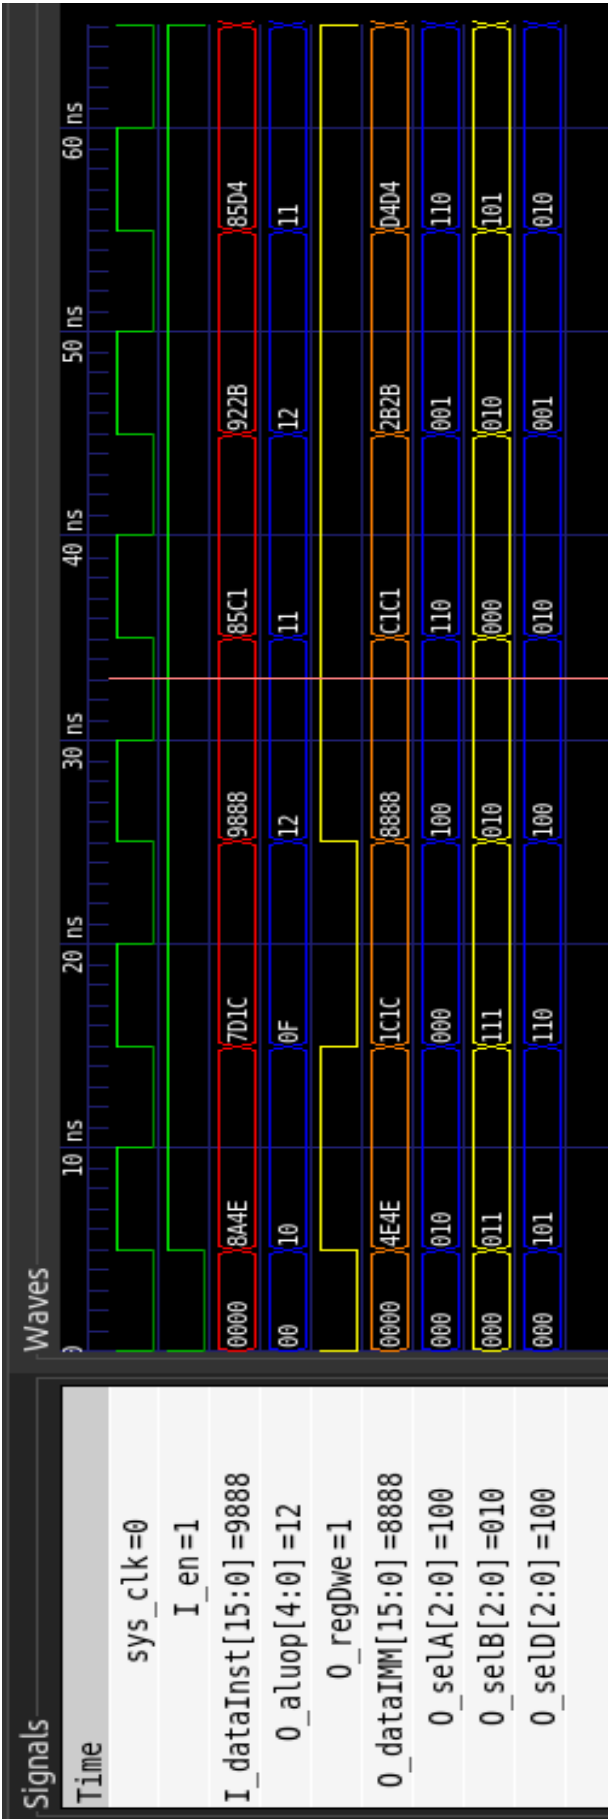 Signals
Waves
Time
0 10 ns 20 ns 30 ns 40 ns 50 ns 60 ns
sys_clk=0
I_en=1
I_dataInst[15:0]=9888 0000 8A4E 7D1C 9888 85C1 922B 85D4
O_aluop[4:0]=12 00 10 0F 12 11 12 11
O_regDwe=1
O_dataIMM[15:0]=8888 0000 4E4E 1C1C 8888 C1C1 2B2B D4D4
O_selA[2:0]=100 000 010 000 100 110 001 110
O_selB[2:0]=010 000 011 111 010 000 010 101
O_selD[2:0]=100 000 101 110 100 010 001 010